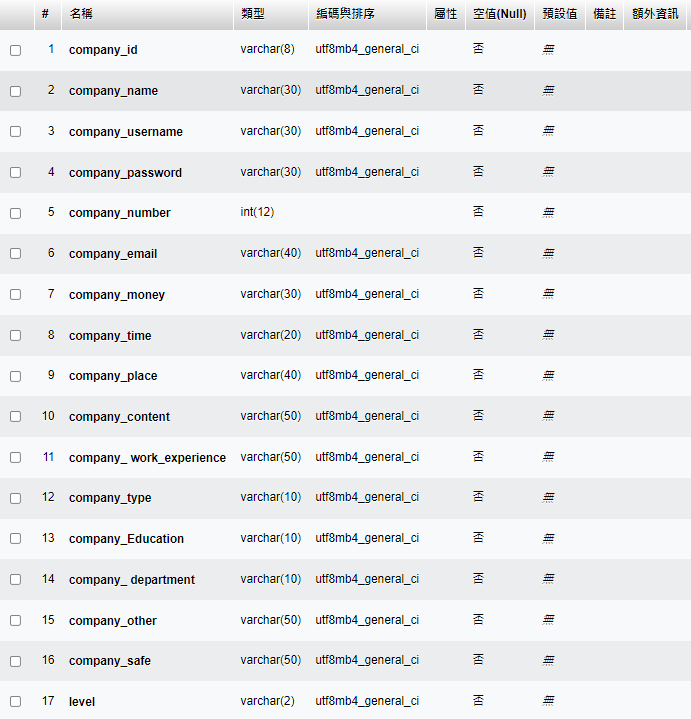 # 名稱 類型 編碼與排序 屬性 空值(Null) 預設值 備註 額外資訊
1 company_id varchar(8) utf8mb4_general_ci 否 無
2 company_name varchar(30) utf8mb4_general_ci 否 無
3 company_username varchar(30) utf8mb4_general_ci 否 無
4 company_password varchar(30) utf8mb4_general_ci 否 無
5 company_number int(12) 否 無
6 company_email varchar(40) utf8mb4_general_ci 否 無
7 company_money varchar(30) utf8mb4_general_ci 否 無
8 company_time varchar(20) utf8mb4_general_ci 否 無
9 company_place varchar(40) utf8mb4_general_ci 否 無
10 company_content varchar(50) utf8mb4_general_ci 否 無
11 company_ work_experience varchar(50) utf8mb4_general_ci 否 無
12 company_type varchar(10) utf8mb4_general_ci 否 無
13 company_Education varchar(10) utf8mb4_general_ci 否 無
14 company_ department varchar(10) utf8mb4_general_ci 否 無
15 company_other varchar(50) utf8mb4_general_ci 否 無
16 company_safe varchar(50) utf8mb4_general_ci 否 無
17 level varchar(2) utf8mb4_general_ci 否 無